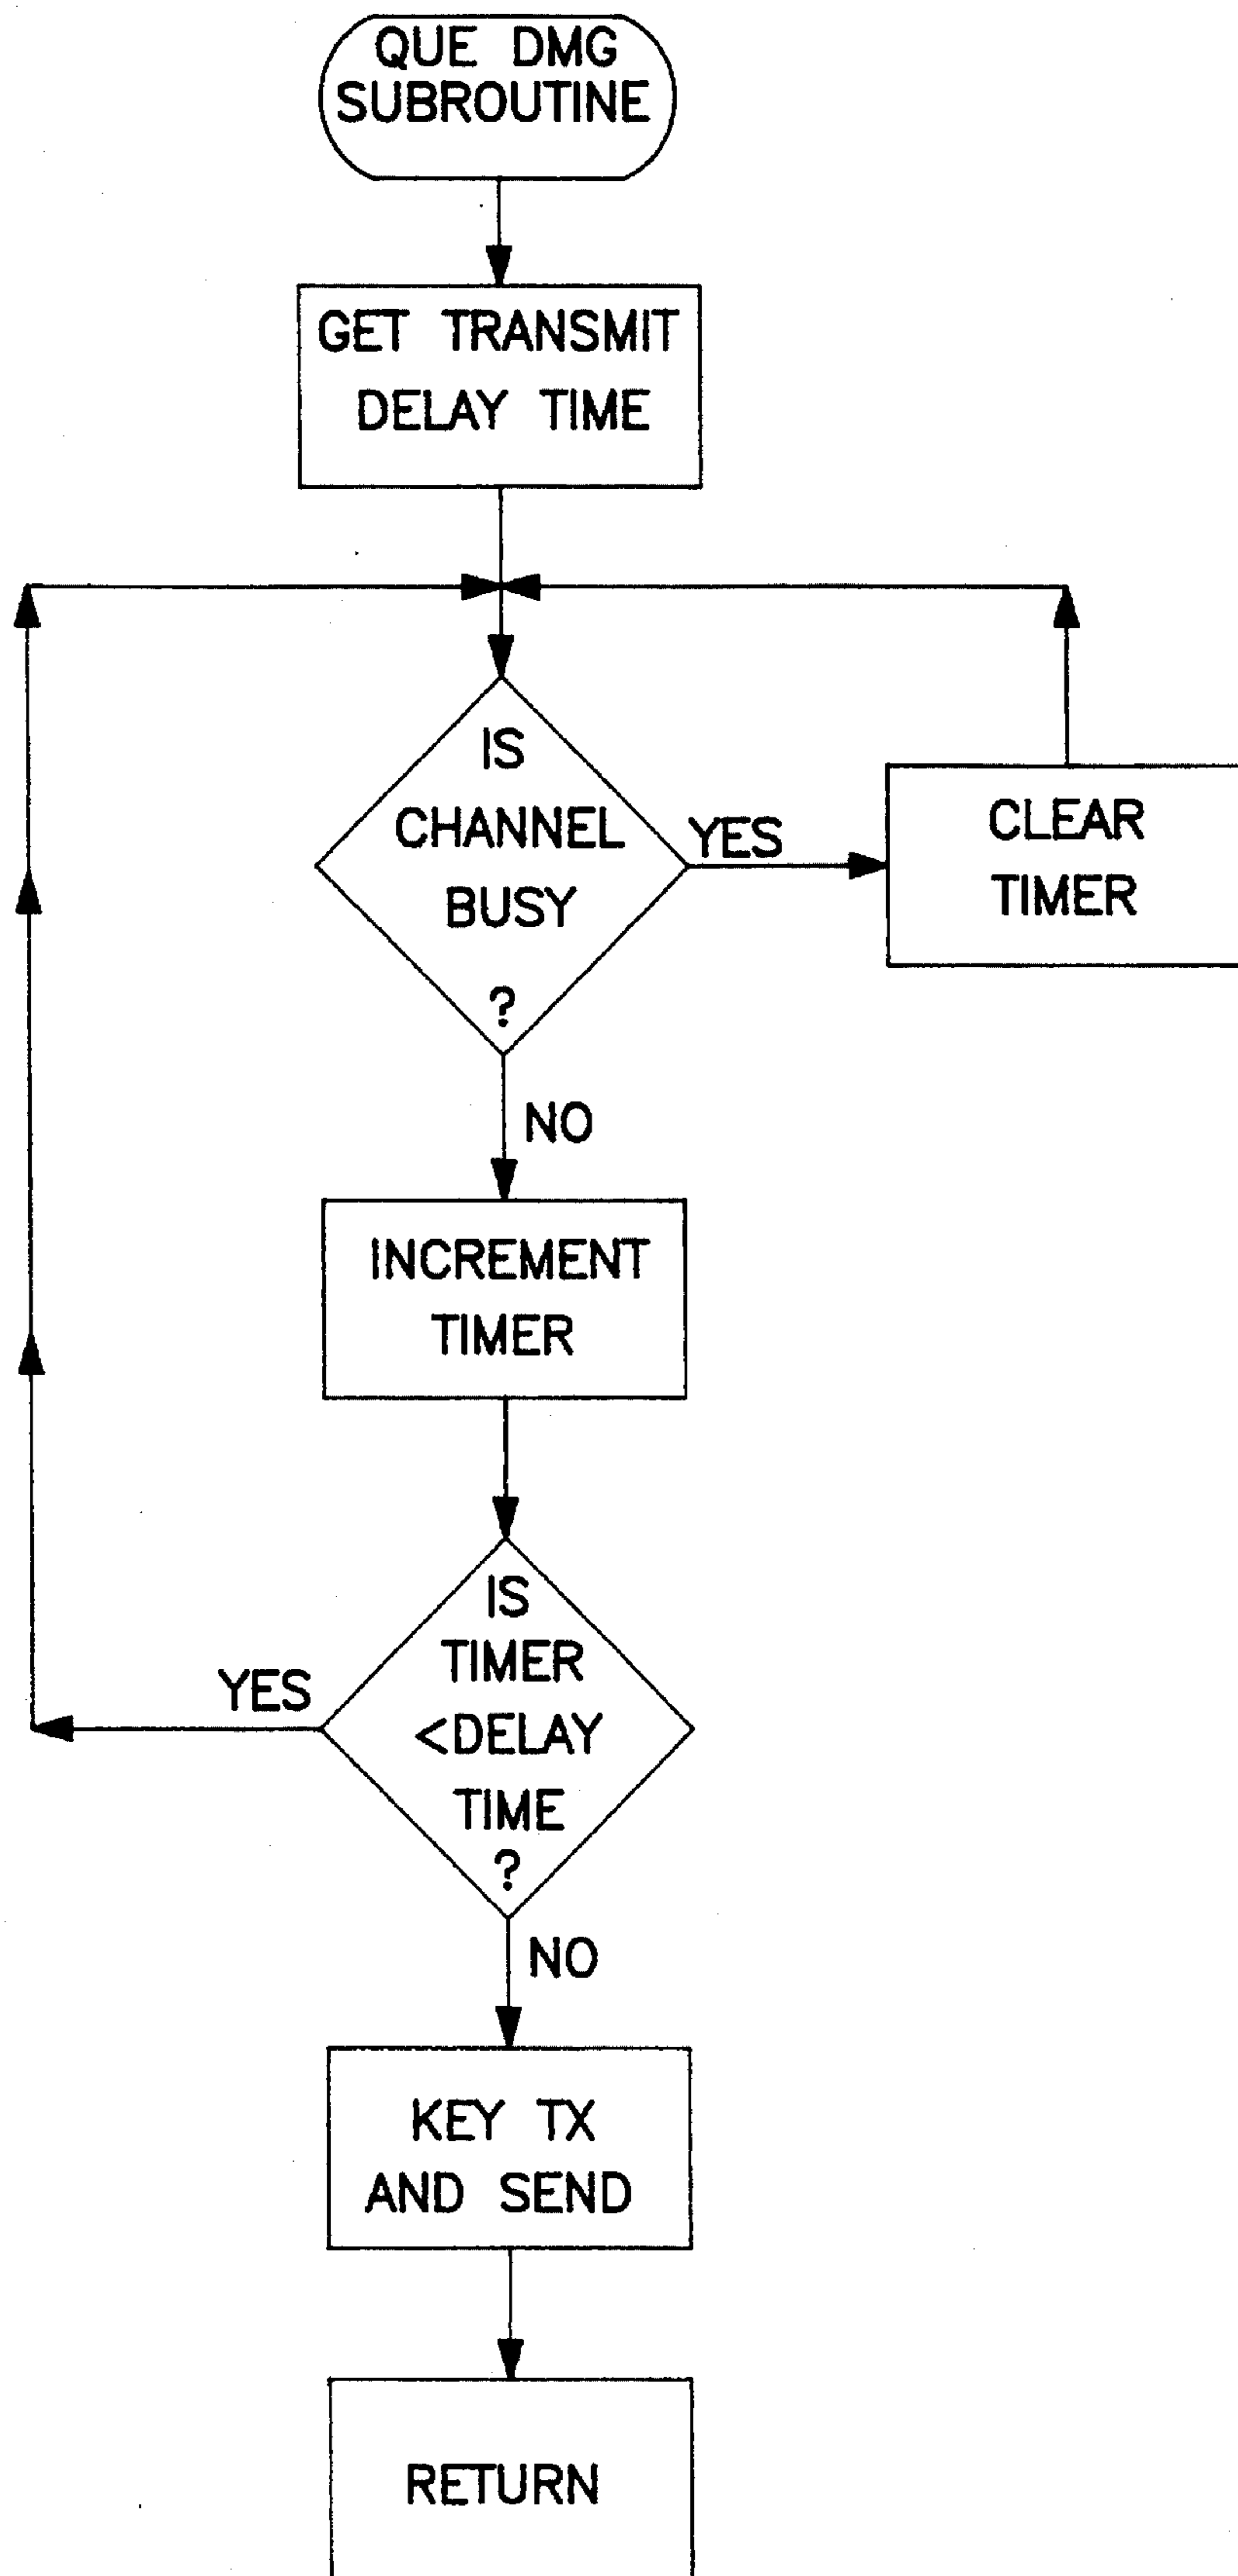 QUE DMG
SUBROUTINE
GET TRANSMIT
DELAY TIME
IS
CHANNEL
BUSY
?
YES
CLEAR
TIMER
NO
INCREMENT
TIMER
IS
TIMER
<DELAY
TIME
?
YES
NO
KEY TX
AND SEND
RETURN